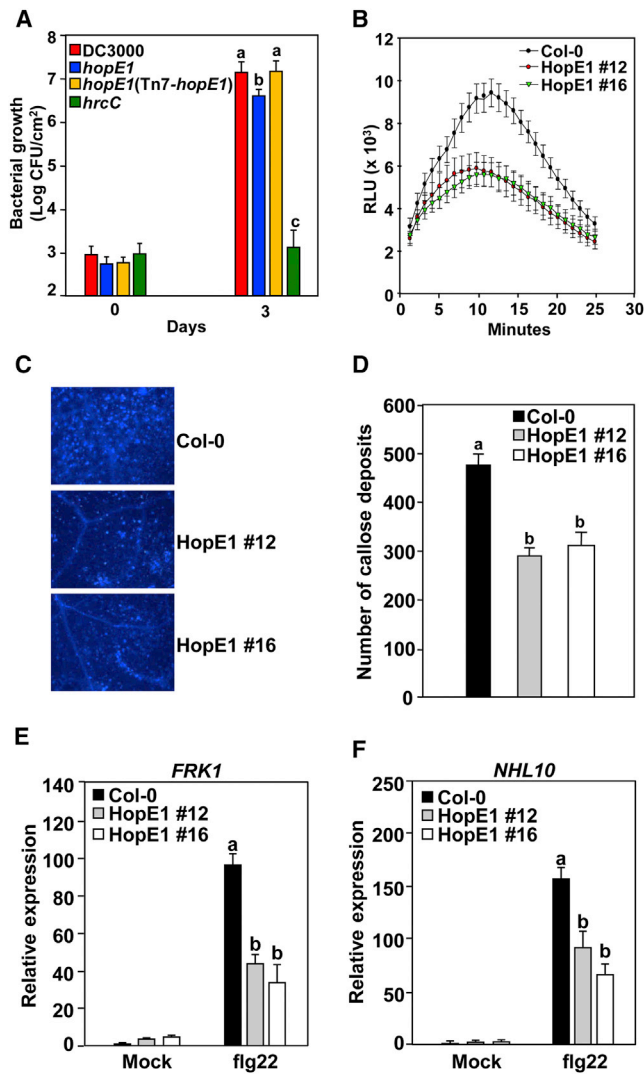 A
DC3000
hopE1
hopE1(Tn7-hopE1)
hrcC
Bacterial growth
(Log CFU/cm²)
8
7
6
5
4
3
2
a
b
a
c
0
3
Days
B
Col-0
HopE1 #12
HopE1 #16
RLU (x 10³)
12
10
8
6
4
2
0
0
5
10
15
20
25
30
Minutes
C
Col-0
HopE1 #12
HopE1 #16
D
Col-0
HopE1 #12
HopE1 #16
Number of callose deposits
600
500
400
300
200
100
0
a
b
b
E
FRK1
Col-0
HopE1 #12
HopE1 #16
Relative expression
140
120
100
80
60
40
20
0
a
b
b
Mock
flg22
F
NHL10
Col-0
HopE1 #12
HopE1 #16
Relative expression
250
200
150
100
50
0
a
b
b
Mock
flg22